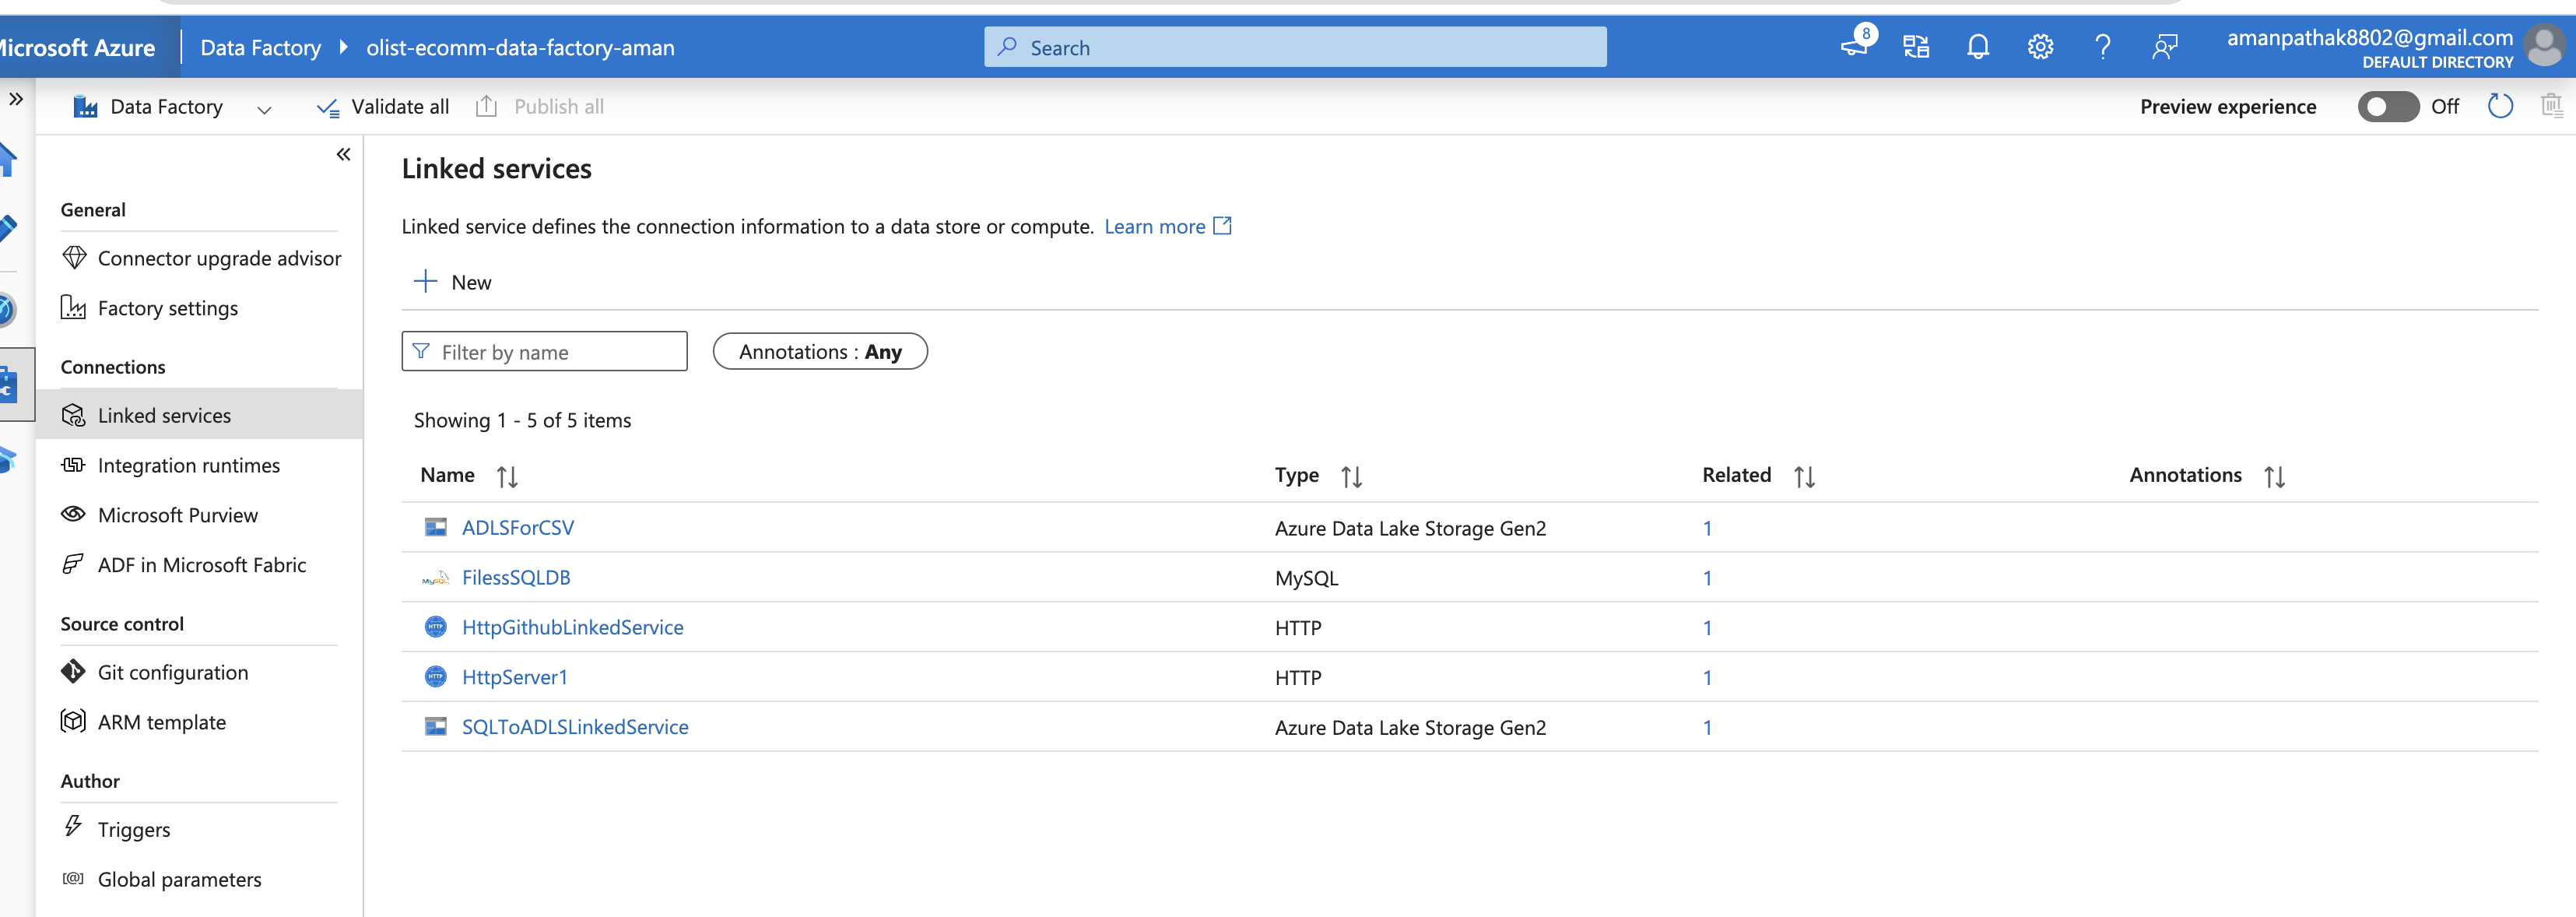 Microsoft Azure
Data Factory
olist-ecomm-data-factory-aman
Search
8
amanpathak8802@gmail.com
DEFAULT DIRECTORY
Data Factory
Validate all
Publish all
Preview experience
Off
General
Connector upgrade advisor
Factory settings
Connections
Linked services
Integration runtimes
Microsoft Purview
ADF in Microsoft Fabric
Source control
Git configuration
ARM template
Author
Triggers
Global parameters
Linked services
Linked service defines the connection information to a data store or compute. Learn more
New
Filter by name
Annotations : Any
Showing 1 - 5 of 5 items
Name Type Related Annotations
ADLSForCSV Azure Data Lake Storage Gen2 1
MySQL FilessSQLDB MySQL 1
HTTP HttpGithubLinkedService HTTP 1
HTTP HttpServer1 HTTP 1
SQLToADLSLinkedService Azure Data Lake Storage Gen2 1